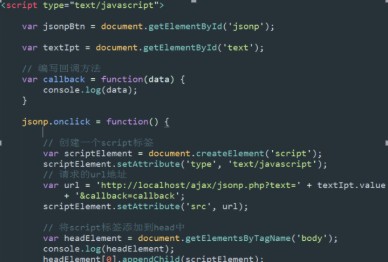 <script type="text/javascript">
var jsonpBtn = document.getElementById('jsonp');
var textIpt = document.getElementById('text');
// 编写回调方法
var callback = function(data) {
console.log(data);
}
jsonp.onclick = function() {
// 创建一个script标签
var scriptElement = document.createElement('script');
scriptElement.setAttribute('type', 'text/javascript');
// 请求的url地址
var url = 'http://localhost/ajax/jsonp.php?text=' + textIpt.value
+ '&callback=callback';
scriptElement.setAttribute('src', url);
// 将script标签添加到head中
var headElement = document.getElementsByTagName('body');
console.log(headElement);
headElement[0].appendChild(scriptElement);